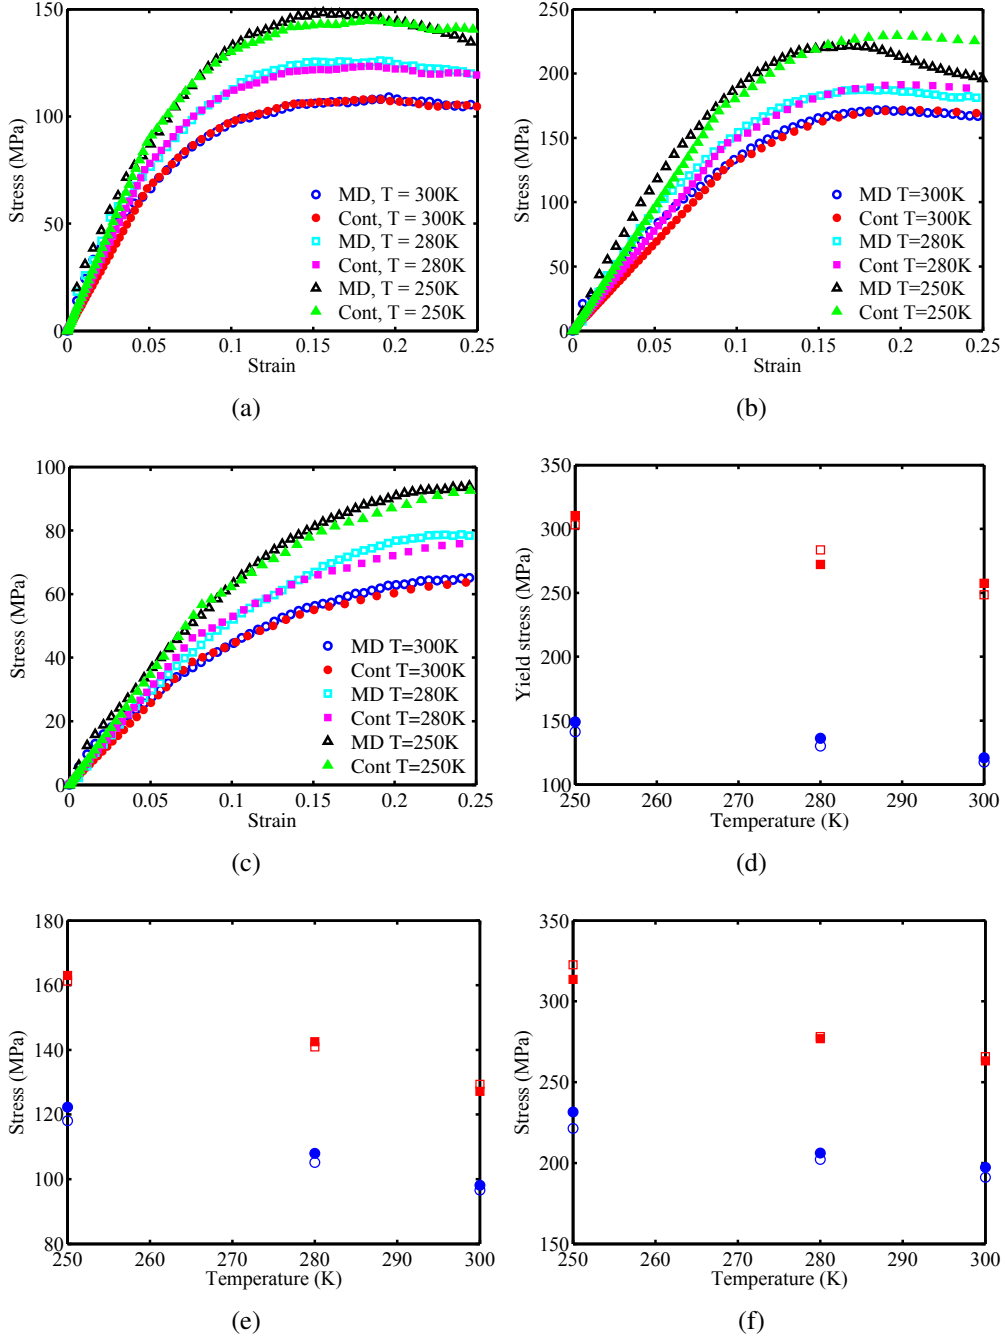 150
100
50
0
Stress (MPa)
MD, T = 300K
Cont, T = 300K
MD, T = 280K
Cont, T = 280K
MD, T = 250K
Cont, T = 250K
0 0.05 0.1 0.15 0.2 0.25
Strain
(a)
250
200
150
100
50
0
Stress (MPa)
MD T=300K
Cont T=300K
MD T=280K
Cont T=280K
MD T=250K
Cont T=250K
0 0.05 0.1 0.15 0.2 0.25
Strain
(b)
100
80
60
40
20
0
Stress (MPa)
MD T=300K
Cont T=300K
MD T=280K
Cont T=280K
MD T=250K
Cont T=250K
0 0.05 0.1 0.15 0.2 0.25
Strain
(c)
350
300
250
200
150
100
Yield stress (MPa)
250 260 270 280 290 300
Temperature (K)
(d)
180
160
140
120
100
80
Stress (MPa)
250 260 270 280 290 300
Temperature (K)
(e)
350
300
250
200
150
Stress (MPa)
250 260 270 280 290 300
Temperature (K)
(f)